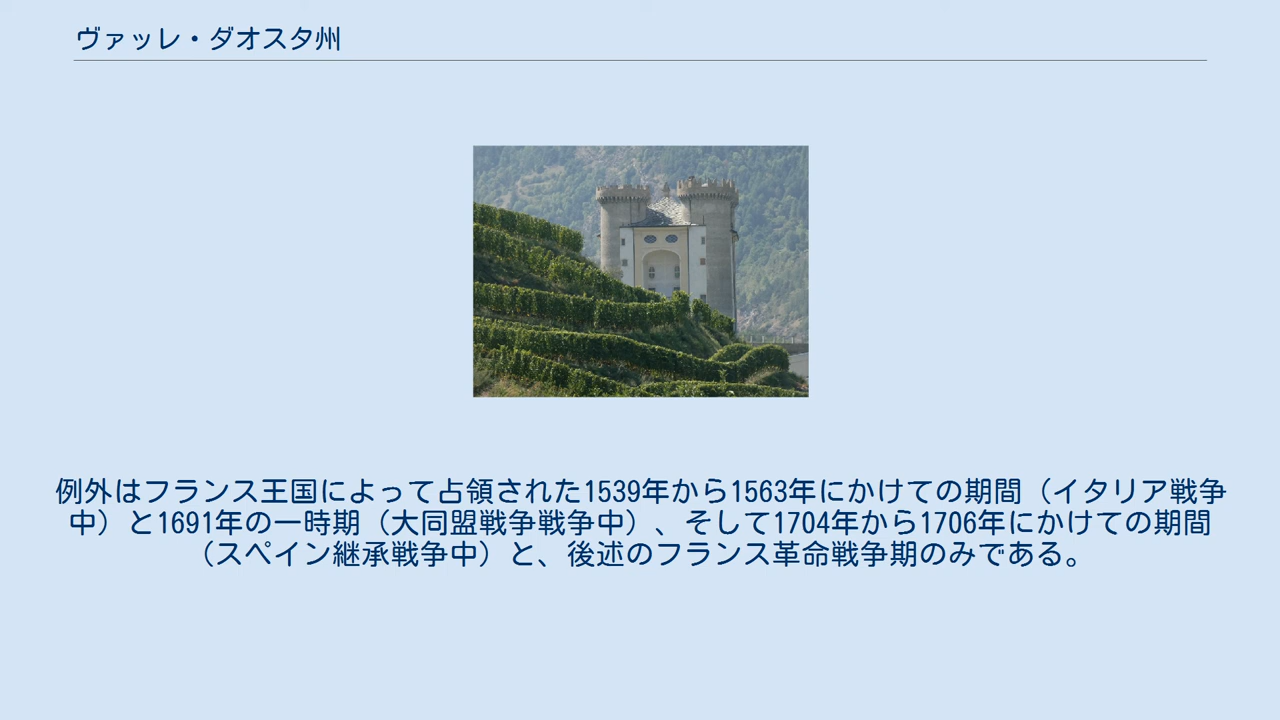 ヴァッレ・ダオスタ州
例外はフランス王国によって占領された1539年から1563年にかけての期間（イタリア戦争
中）と1691年の一時期（大同盟戦争戦争中）、そして1704年から1706年にかけての期間
（スペイン継承戦争中）と、後述のフランス革命戦争期のみである。